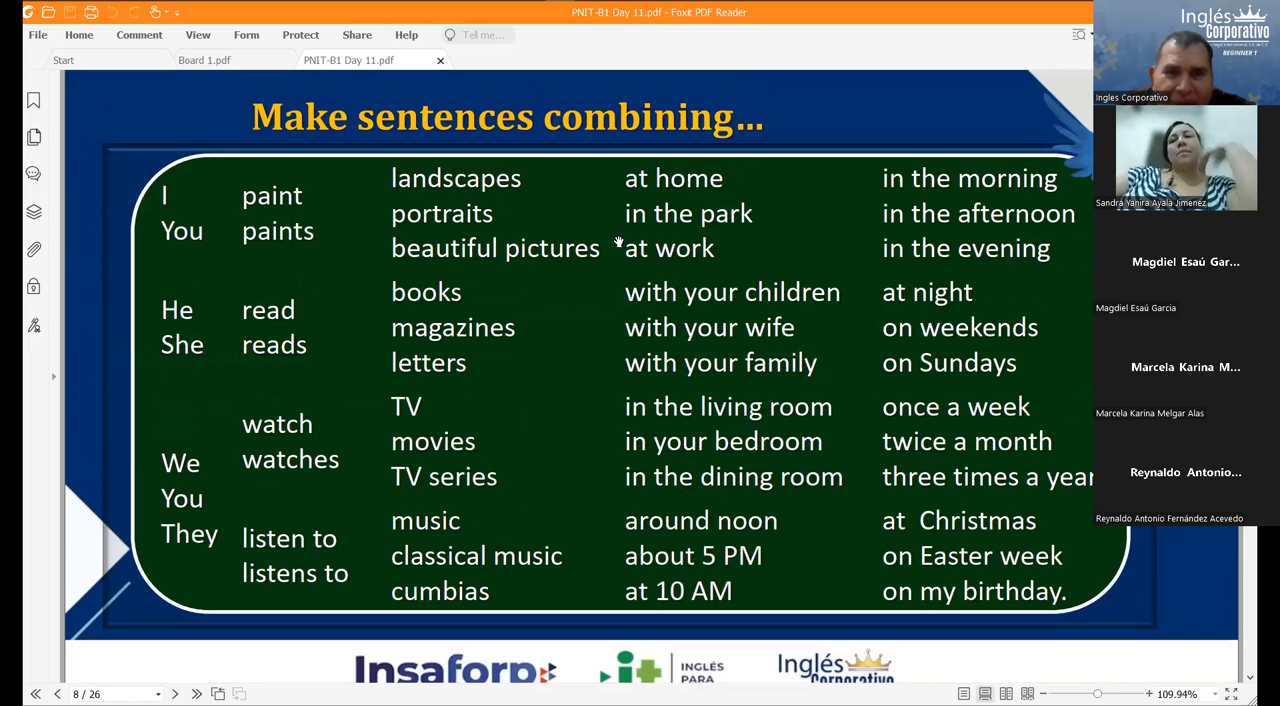 PNIT-B1 Day 11.pdf - Foxit PDF Reader
File Home Comment View Form Protect Share Help Tell me...
Start Board 1.pdf PNIT-B1 Day 11.pdf
Make sentences combining...
I
You
He
She
We
You
They
paint
paints
read
reads
watch
watches
listen to
listens to
landscapes
portraits
beautiful pictures
books
magazines
letters
TV
movies
TV series
music
classical music
cumbias
at home
in the park
at work
with your children
with your wife
with your family
in the living room
in your bedroom
in the dining room
around noon
about 5 PM
at 10 AM
in the morning
in the afternoon
in the evening
at night
on weekends
on Sundays
once a week
twice a month
three times a year
at Christmas
on Easter week
on my birthday.
Insaforp
INGLÉS
PARA
Inglés
Corporativo
8 / 26
109.94%
Inglés
Corporativo
BEGINNER 1
Ingles Corporativo
Sandra Yanira Ayala Jimenez
Magdiel Esaú Gar...
Magdiel Esaú Garcia
Marcela Karina M...
Marcela Karina Melgar Alas
Reynaldo Antonio...
Reynaldo Antonio Fernández Acevedo